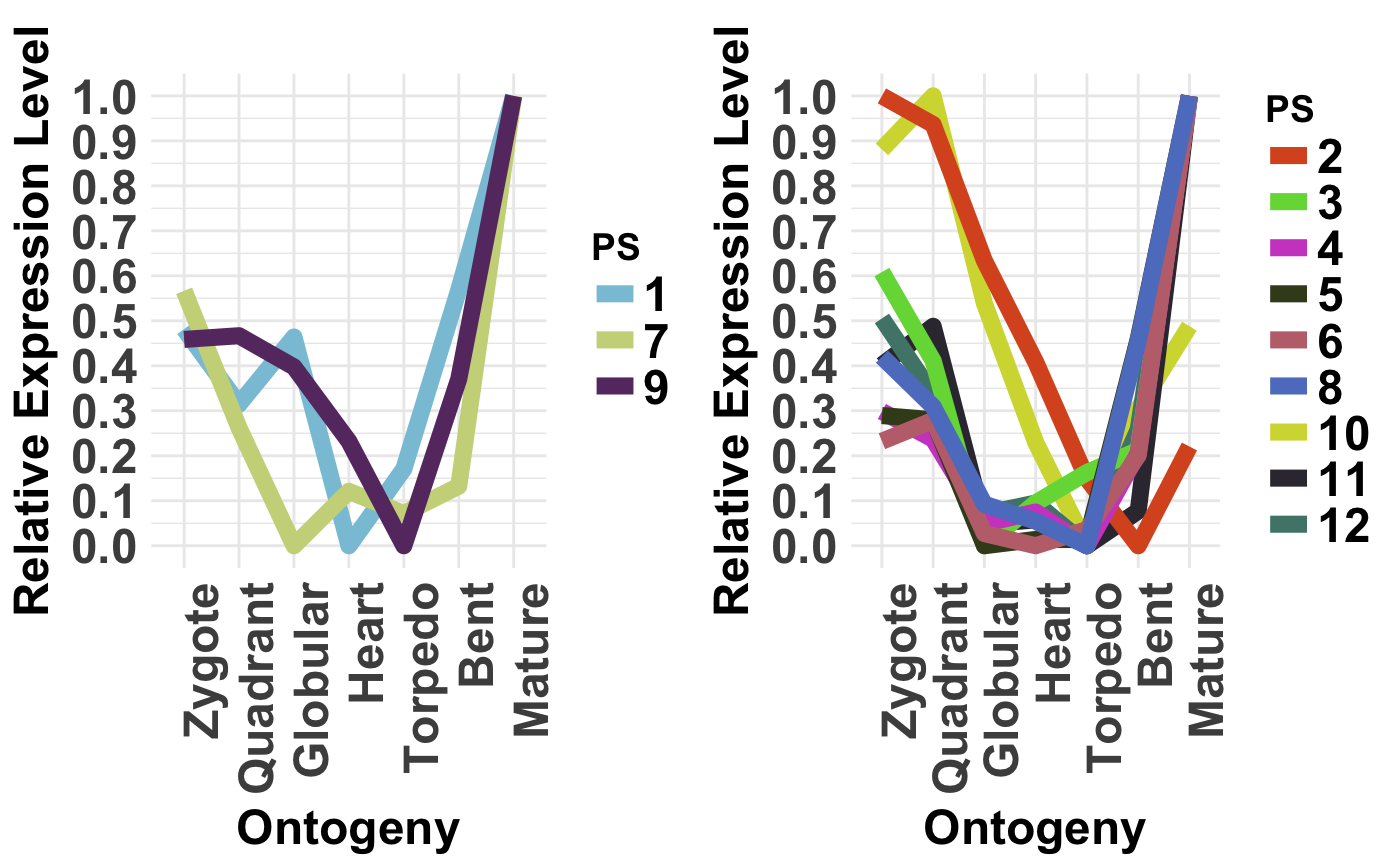 Relative Expression Level
1.0
0.9
0.8
0.7
0.6
0.5
0.4
0.3
0.2
0.1
0.0
Zygote
Quadrant
Globular
Heart
Torpedo
Bent
Mature
Ontogeny
PS
1
7
9
Relative Expression Level
1.0
0.9
0.8
0.7
0.6
0.5
0.4
0.3
0.2
0.1
0.0
Zygote
Quadrant
Globular
Heart
Torpedo
Bent
Mature
Ontogeny
PS
2
3
4
5
6
8
10
11
12